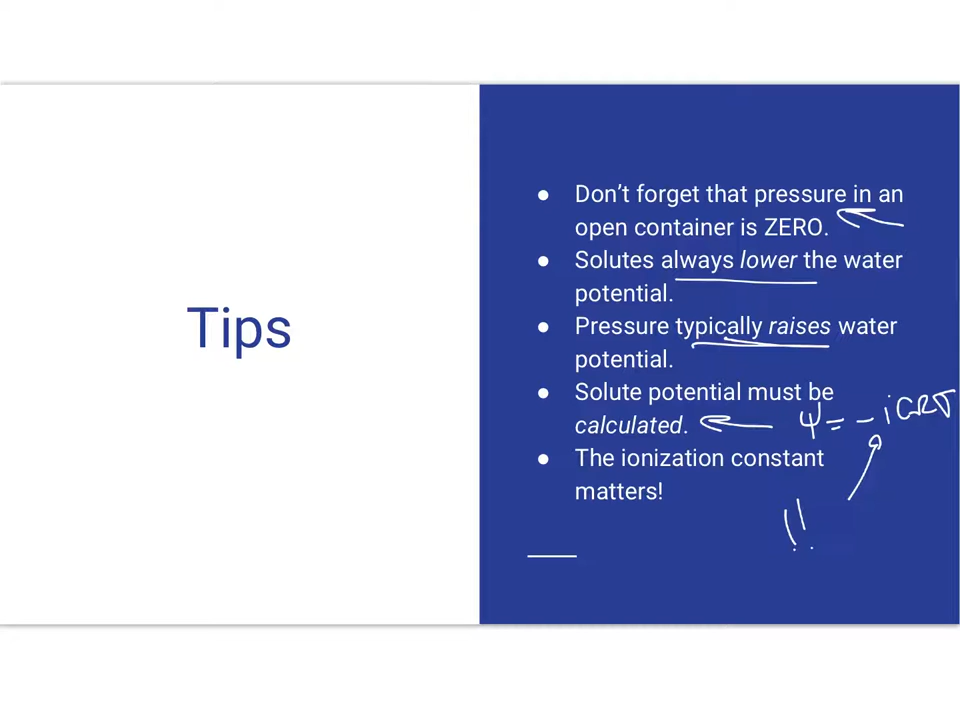 Tips
● Don't forget that pressure in an
open container is ZERO.
● Solutes always lower the water
potential.
● Pressure typically raises water
potential.
● Solute potential must be
calculated.
Ψ = - iCRT
● The ionization constant
matters!
!!